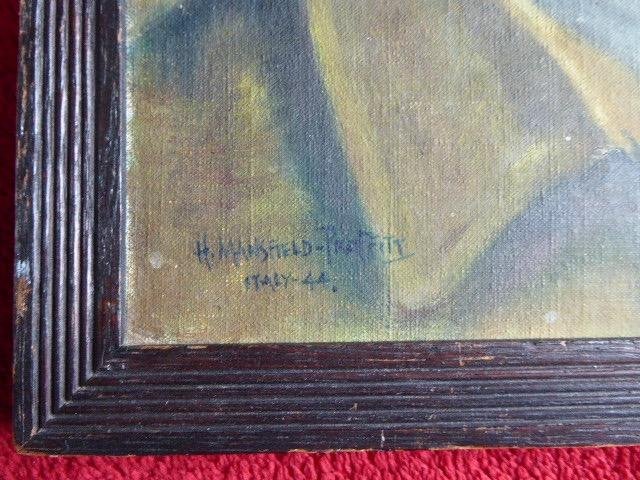 H. MANSFIELD-PROFFITT
ITALY-44.